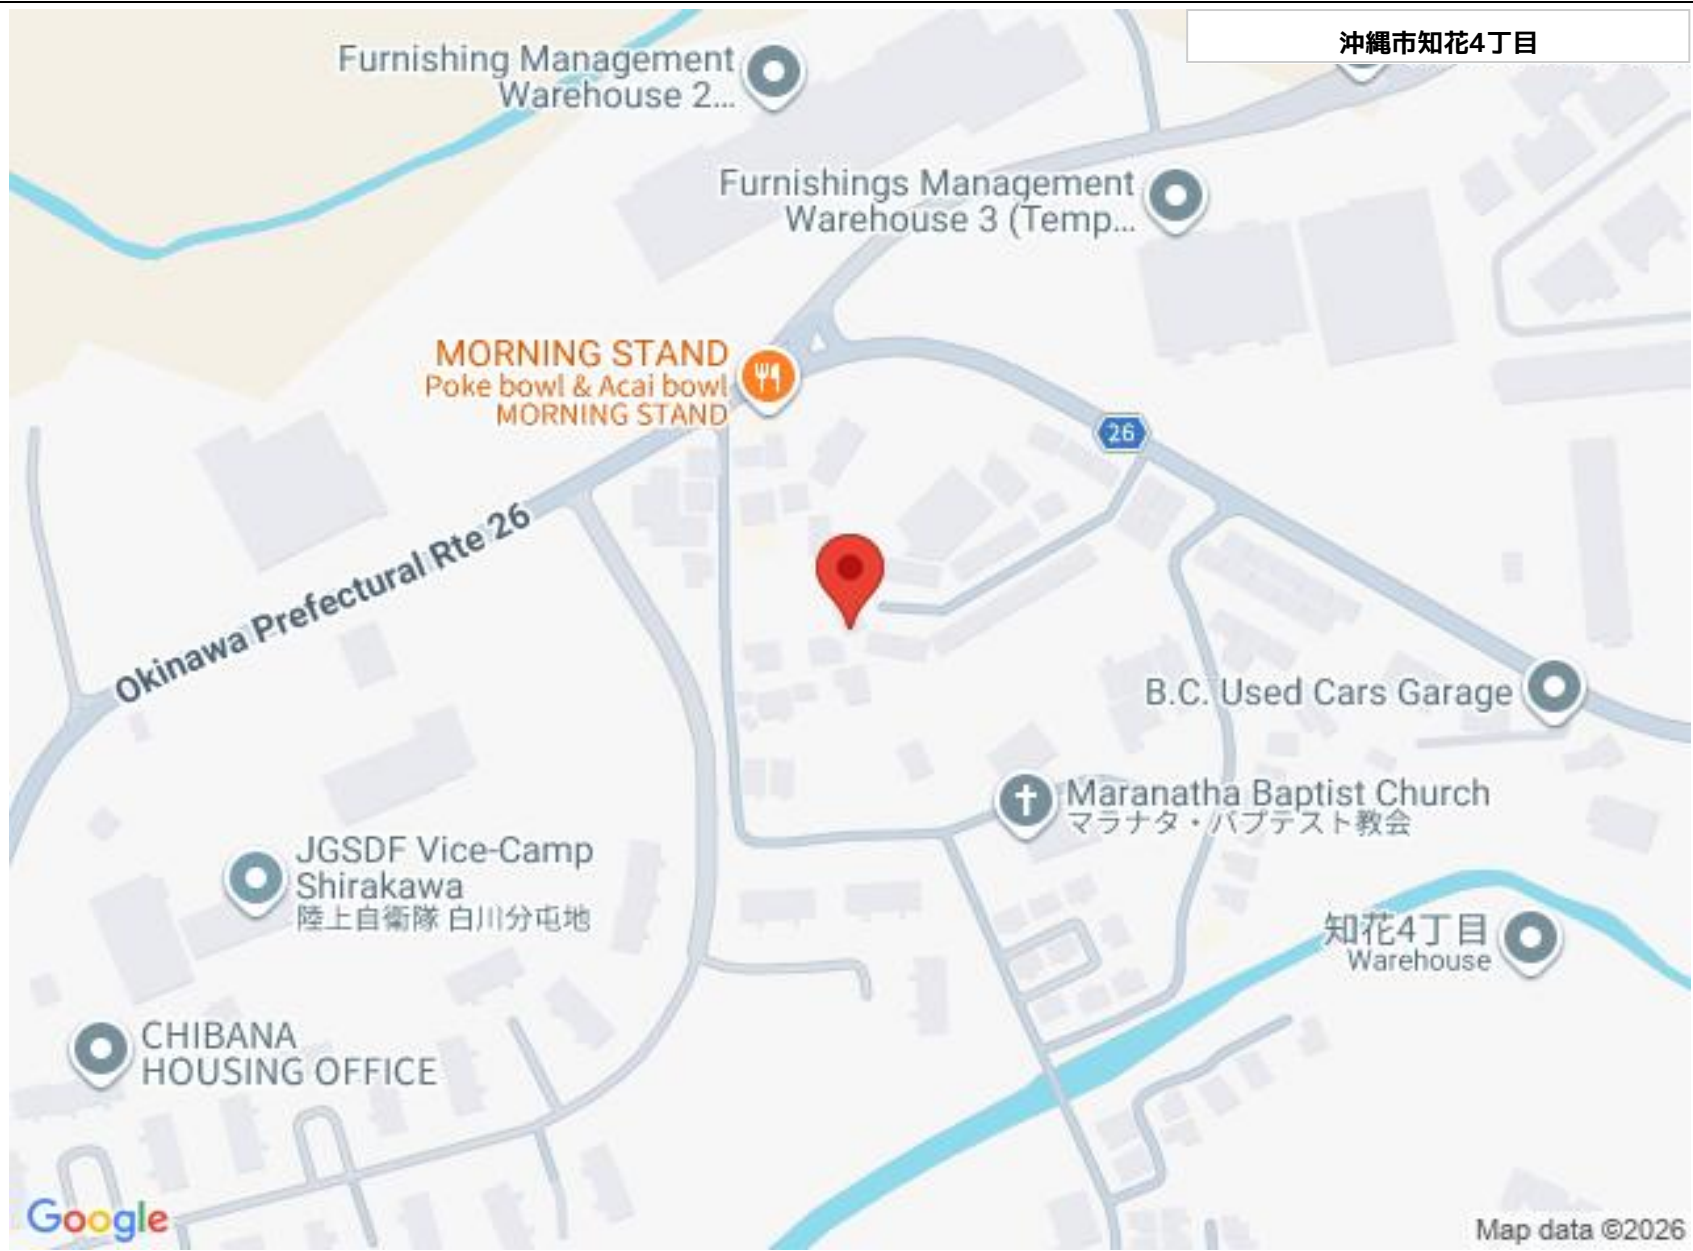 沖縄市知花4丁目
Furnishing Management
Warehouse 2...
Furnishings Management
Warehouse 3 (Temp...
MORNING STAND
Poke bowl & Acai bowl
MORNING STAND
26
Okinawa Prefectural Rte 26
B.C. Used Cars Garage
Maranatha Baptist Church
マラナタ・バプテスト教会
JGSDF Vice-Camp
Shirakawa
陸上自衛隊 白川分屯地
知花4丁目
Warehouse
CHIBANA
HOUSING OFFICE
Google
Map data ©2026